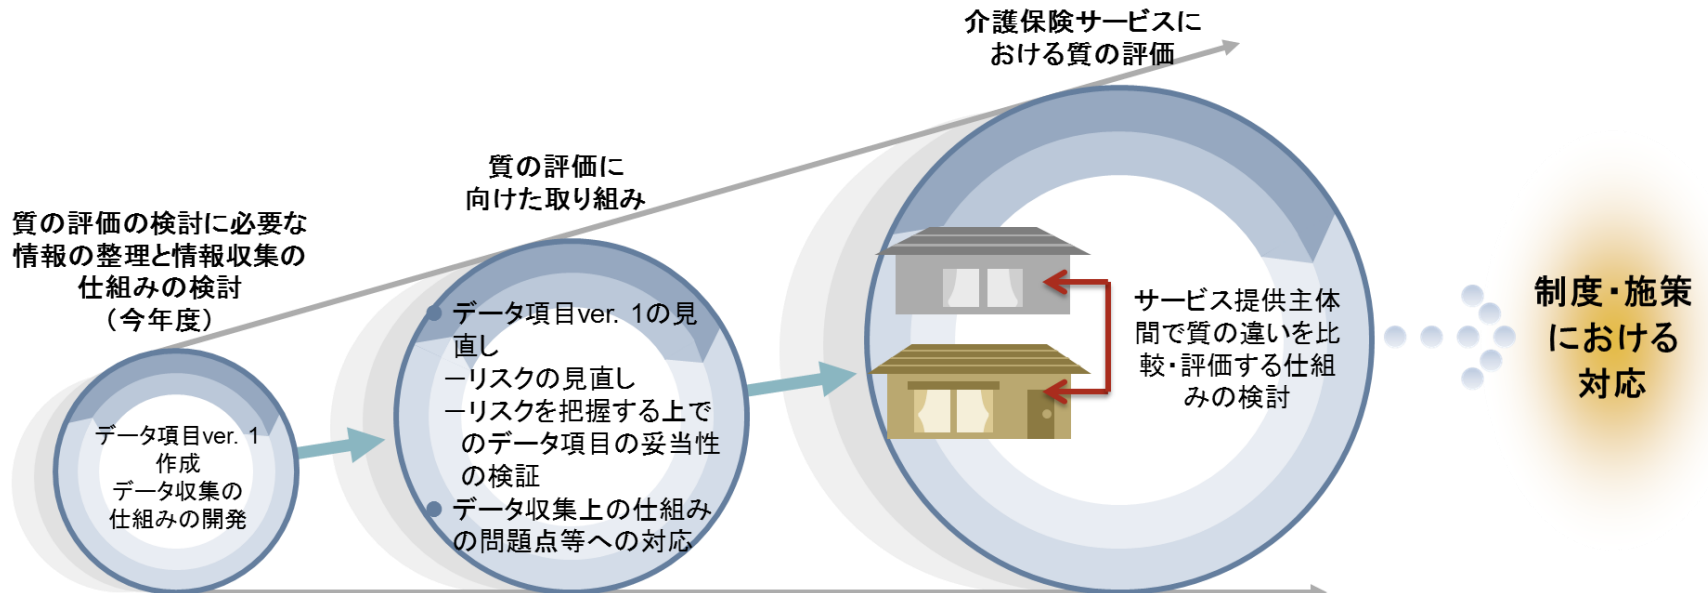 質の評価の検討に必要な
情報の整理と情報収集の
仕組みの検討
（今年度）
データ項目ver. 1
作成
データ収集の
仕組みの開発
質の評価に
向けた取り組み
● データ項目ver. 1の見
直し
－リスクの見直し
－リスクを把握する上で
のデータ項目の妥当性
の検証
● データ収集上の仕組み
の問題点等への対応
介護保険サービスに
おける質の評価
サービス提供主体
間で質の違いを比
較・評価する仕組
みの検討
制度・施策
における
対応